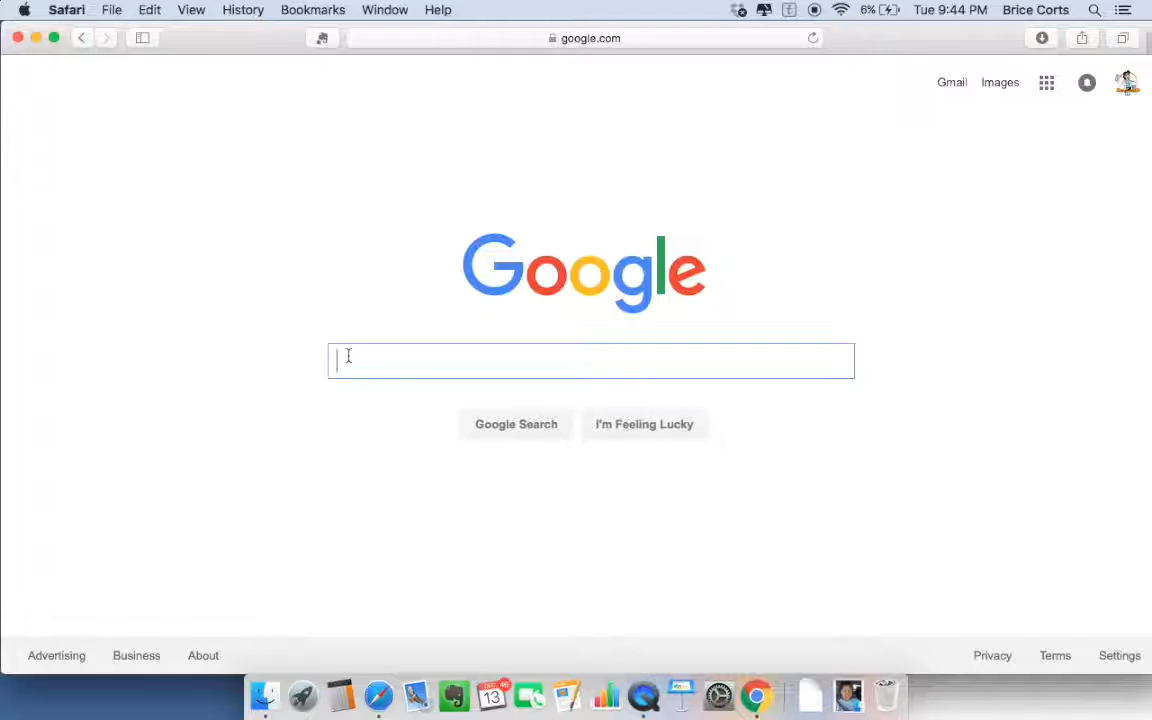 Safari File Edit View History Bookmarks Window Help 6% Tue 9:44 PM Brice Corts
google.com
Gmail Images
Google
Google Search I'm Feeling Lucky
Advertising Business About Privacy Terms Settings
13